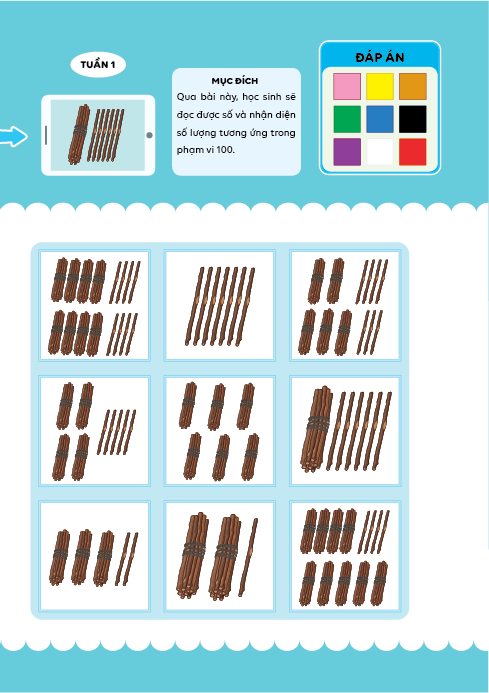 TUẦN 1
MỤC ĐÍCH
Qua bài này, học sinh sẽ
đọc được số và nhận diện
số lượng tương ứng trong
phạm vi 100.
ĐÁP ÁN